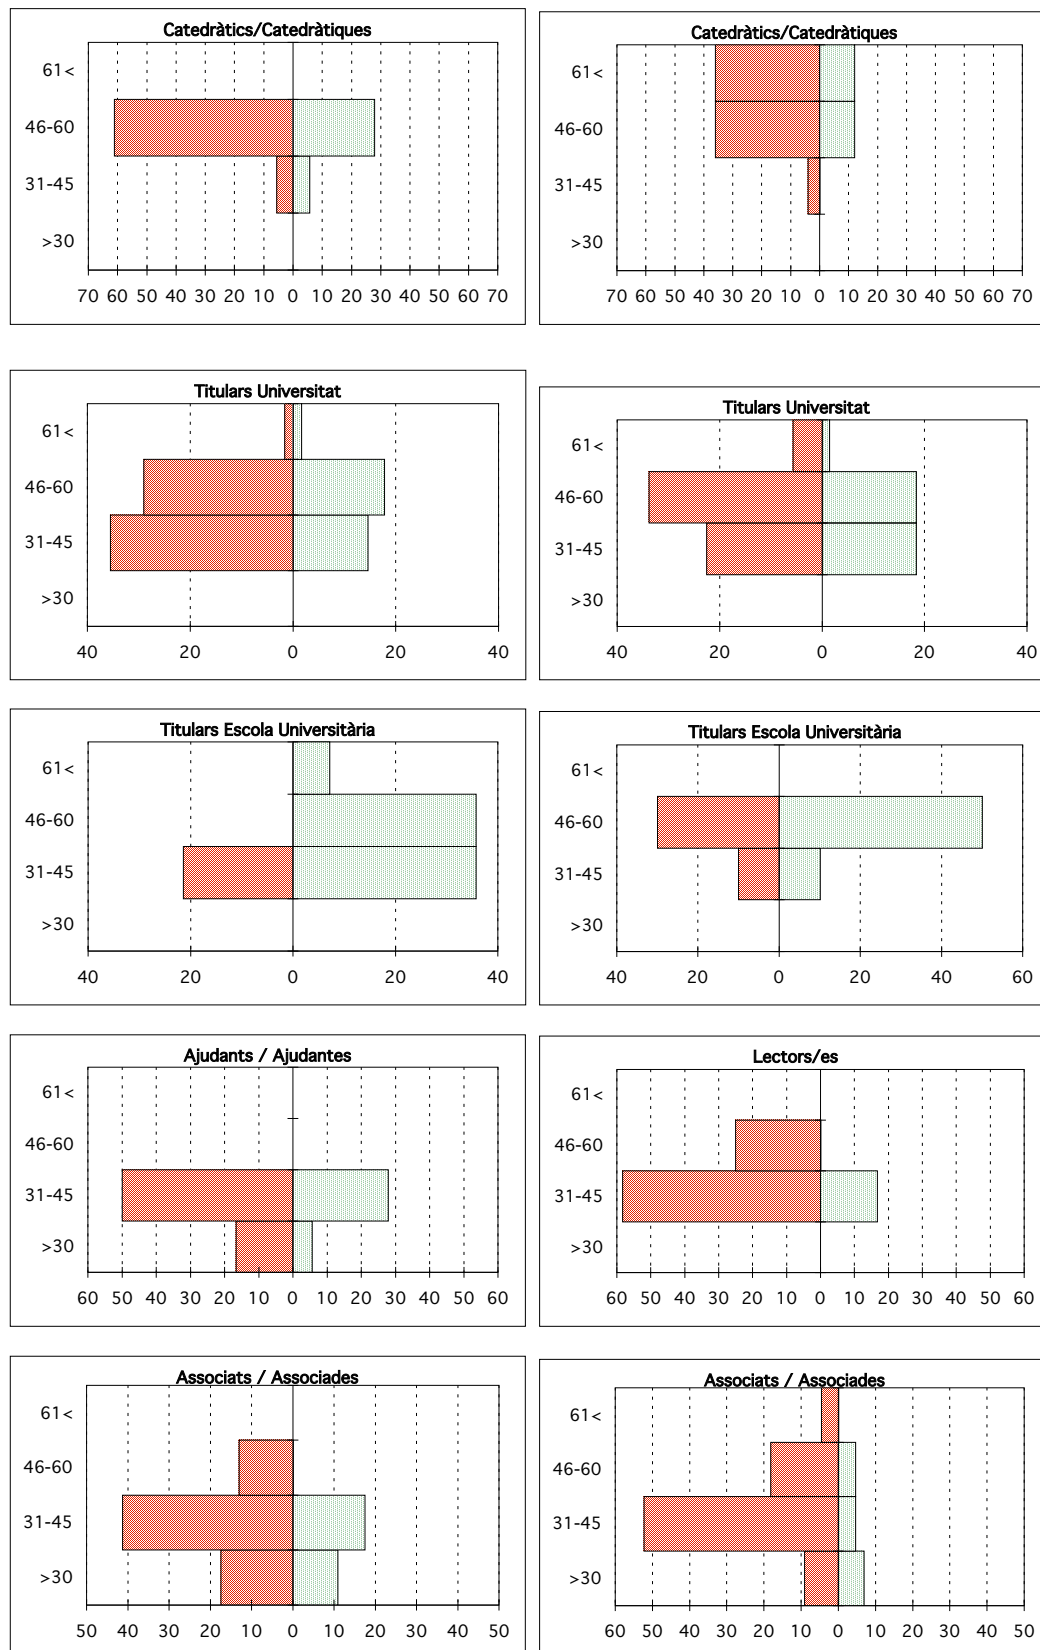 Catedràtics/Catedràtiques
61<
46-60
31-45
>30
70 60 50 40 30 20 10 0 10 20 30 40 50 60 70
Catedràtics/Catedràtiques
61<
46-60
31-45
>30
70 60 50 40 30 20 10 0 10 20 30 40 50 60 70
Titulars Universitat
61<
46-60
31-45
>30
40 20 0 20 40
Titulars Universitat
61<
46-60
31-45
>30
40 20 0 20 40
Titulars Escola Universitària
61<
46-60
31-45
>30
40 20 0 20 40
Titulars Escola Universitària
61<
46-60
31-45
>30
40 20 0 20 40 60
Ajudants / Ajudantes
61<
46-60
31-45
>30
60 50 40 30 20 10 0 10 20 30 40 50 60
Lectors/es
61<
46-60
31-45
>30
60 50 40 30 20 10 0 10 20 30 40 50 60
Associats / Associades
61<
46-60
31-45
>30
50 40 30 20 10 0 10 20 30 40 50
Associats / Associades
61<
46-60
31-45
>30
60 50 40 30 20 10 0 10 20 30 40 50